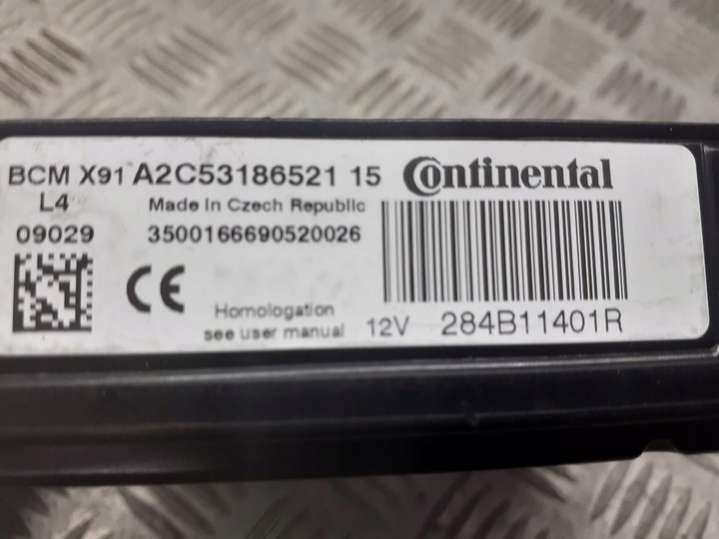 BCM X91 A2C53186521 15 Continental
L4 Made In Czech Republic
09029 3500166690520026
CE
Homologation
see user manual 12V 284B11401R